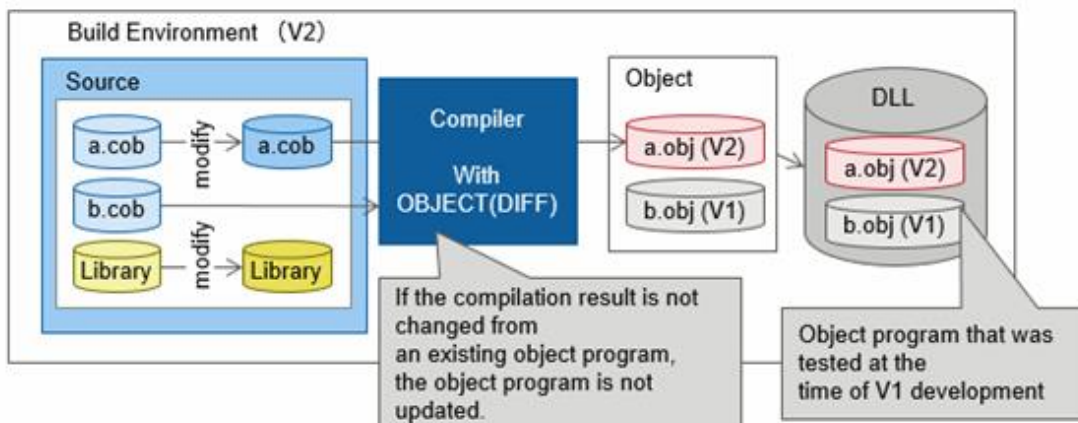 Build Environment （V2）
Source
a.cob
modify
a.cob
b.cob
Library
modify
Library
Compiler
With
OBJECT(DIFF)
Object
a.obj (V2)
b.obj (V1)
DLL
a.obj (V2)
b.obj (V1)
If the compilation result is not
changed from
an existing object program,
the object program is not
updated.
Object program that was
tested at the
time of V1 development